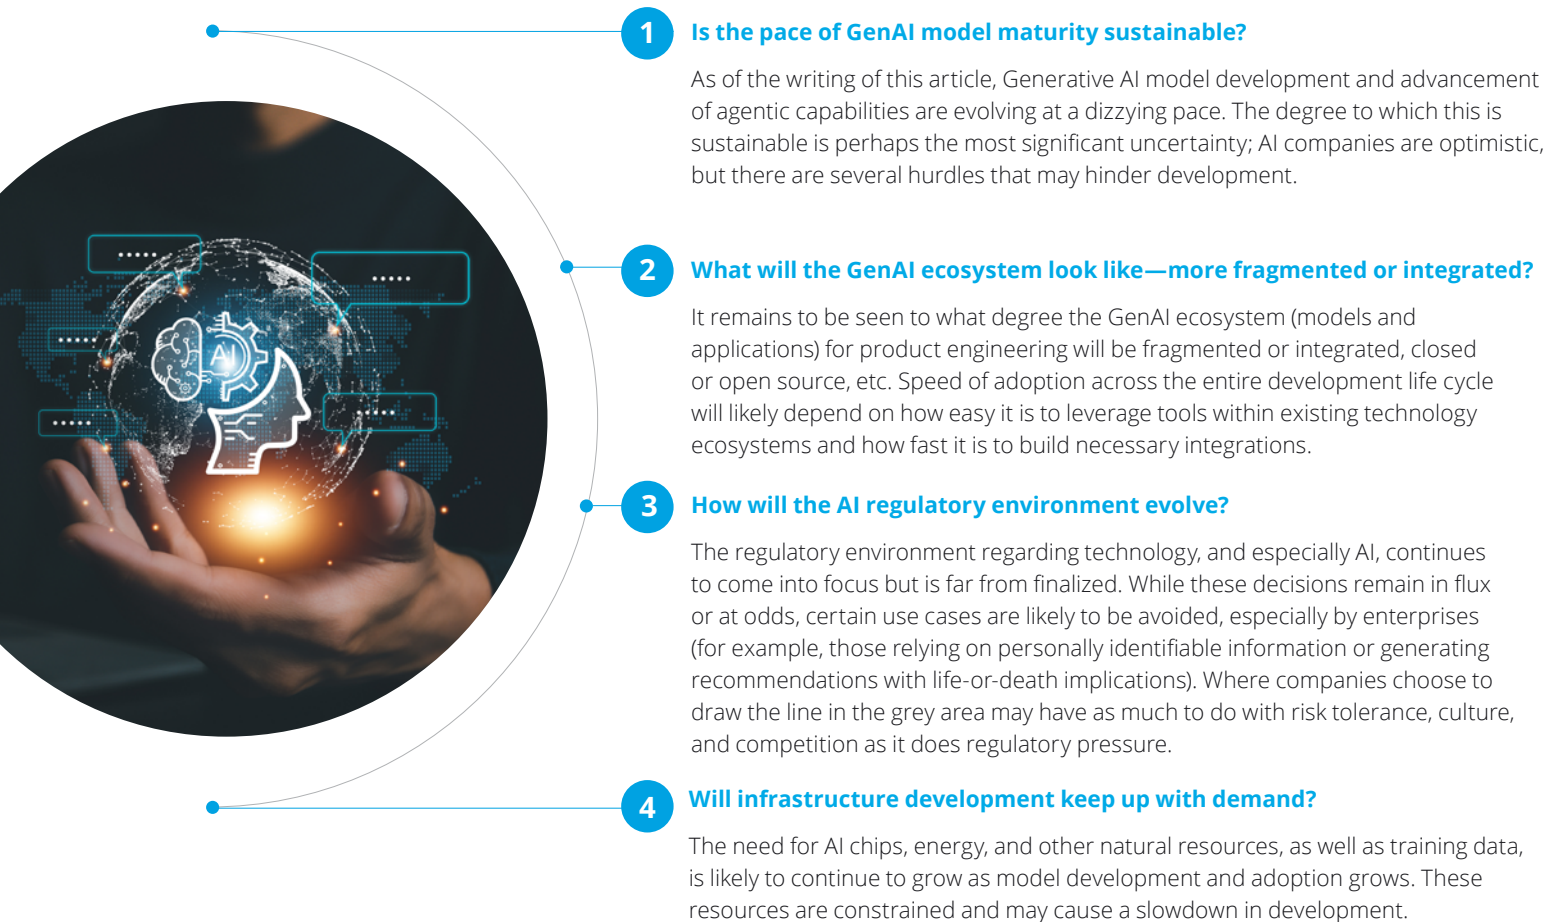 1
Is the pace of GenAI model maturity sustainable?
As of the writing of this article, Generative AI model development and advancement
of agentic capabilities are evolving at a dizzying pace. The degree to which this is
sustainable is perhaps the most significant uncertainty; AI companies are optimistic,
but there are several hurdles that may hinder development.
2
What will the GenAI ecosystem look like—more fragmented or integrated?
It remains to be seen to what degree the GenAI ecosystem (models and
applications) for product engineering will be fragmented or integrated, closed
or open source, etc. Speed of adoption across the entire development life cycle
will likely depend on how easy it is to leverage tools within existing technology
ecosystems and how fast it is to build necessary integrations.
AI
3
How will the AI regulatory environment evolve?
The regulatory environment regarding technology, and especially AI, continues
to come into focus but is far from finalized. While these decisions remain in flux
or at odds, certain use cases are likely to be avoided, especially by enterprises
(for example, those relying on personally identifiable information or generating
recommendations with life-or-death implications). Where companies choose to
draw the line in the grey area may have as much to do with risk tolerance, culture,
and competition as it does regulatory pressure.
4
Will infrastructure development keep up with demand?
The need for AI chips, energy, and other natural resources, as well as training data,
is likely to continue to grow as model development and adoption grows. These
resources are constrained and may cause a slowdown in development.